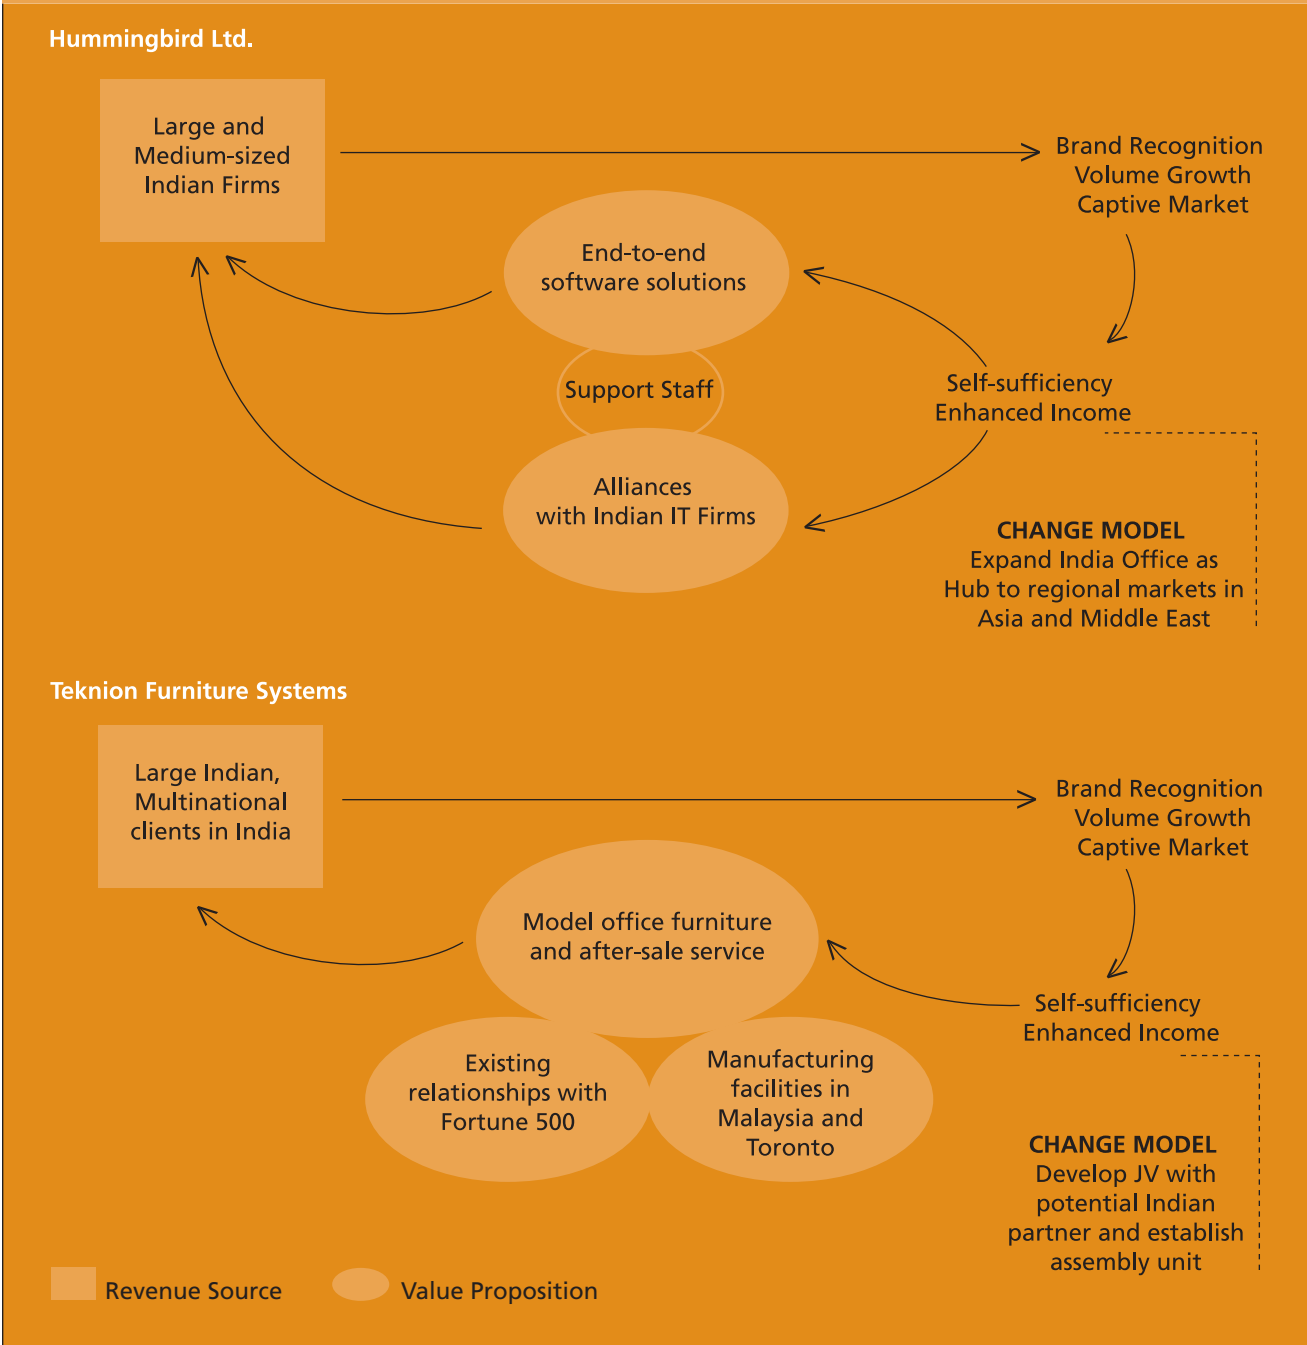 Hummingbird Ltd.
Large and
Medium-sized
Indian Firms
Brand Recognition
Volume Growth
Captive Market
End-to-end
software solutions
Support Staff
Self-sufficiency
Enhanced Income
Alliances
with Indian IT Firms
CHANGE MODEL
Expand India Office as
Hub to regional markets in
Asia and Middle East
Teknion Furniture Systems
Large Indian,
Multinational
clients in India
Brand Recognition
Volume Growth
Captive Market
Model office furniture
and after-sale service
Self-sufficiency
Enhanced Income
Existing
relationships with
Fortune 500
Manufacturing
facilities in
Malaysia and
Toronto
CHANGE MODEL
Develop JV with
potential Indian
partner and establish
assembly unit
Revenue Source
Value Proposition